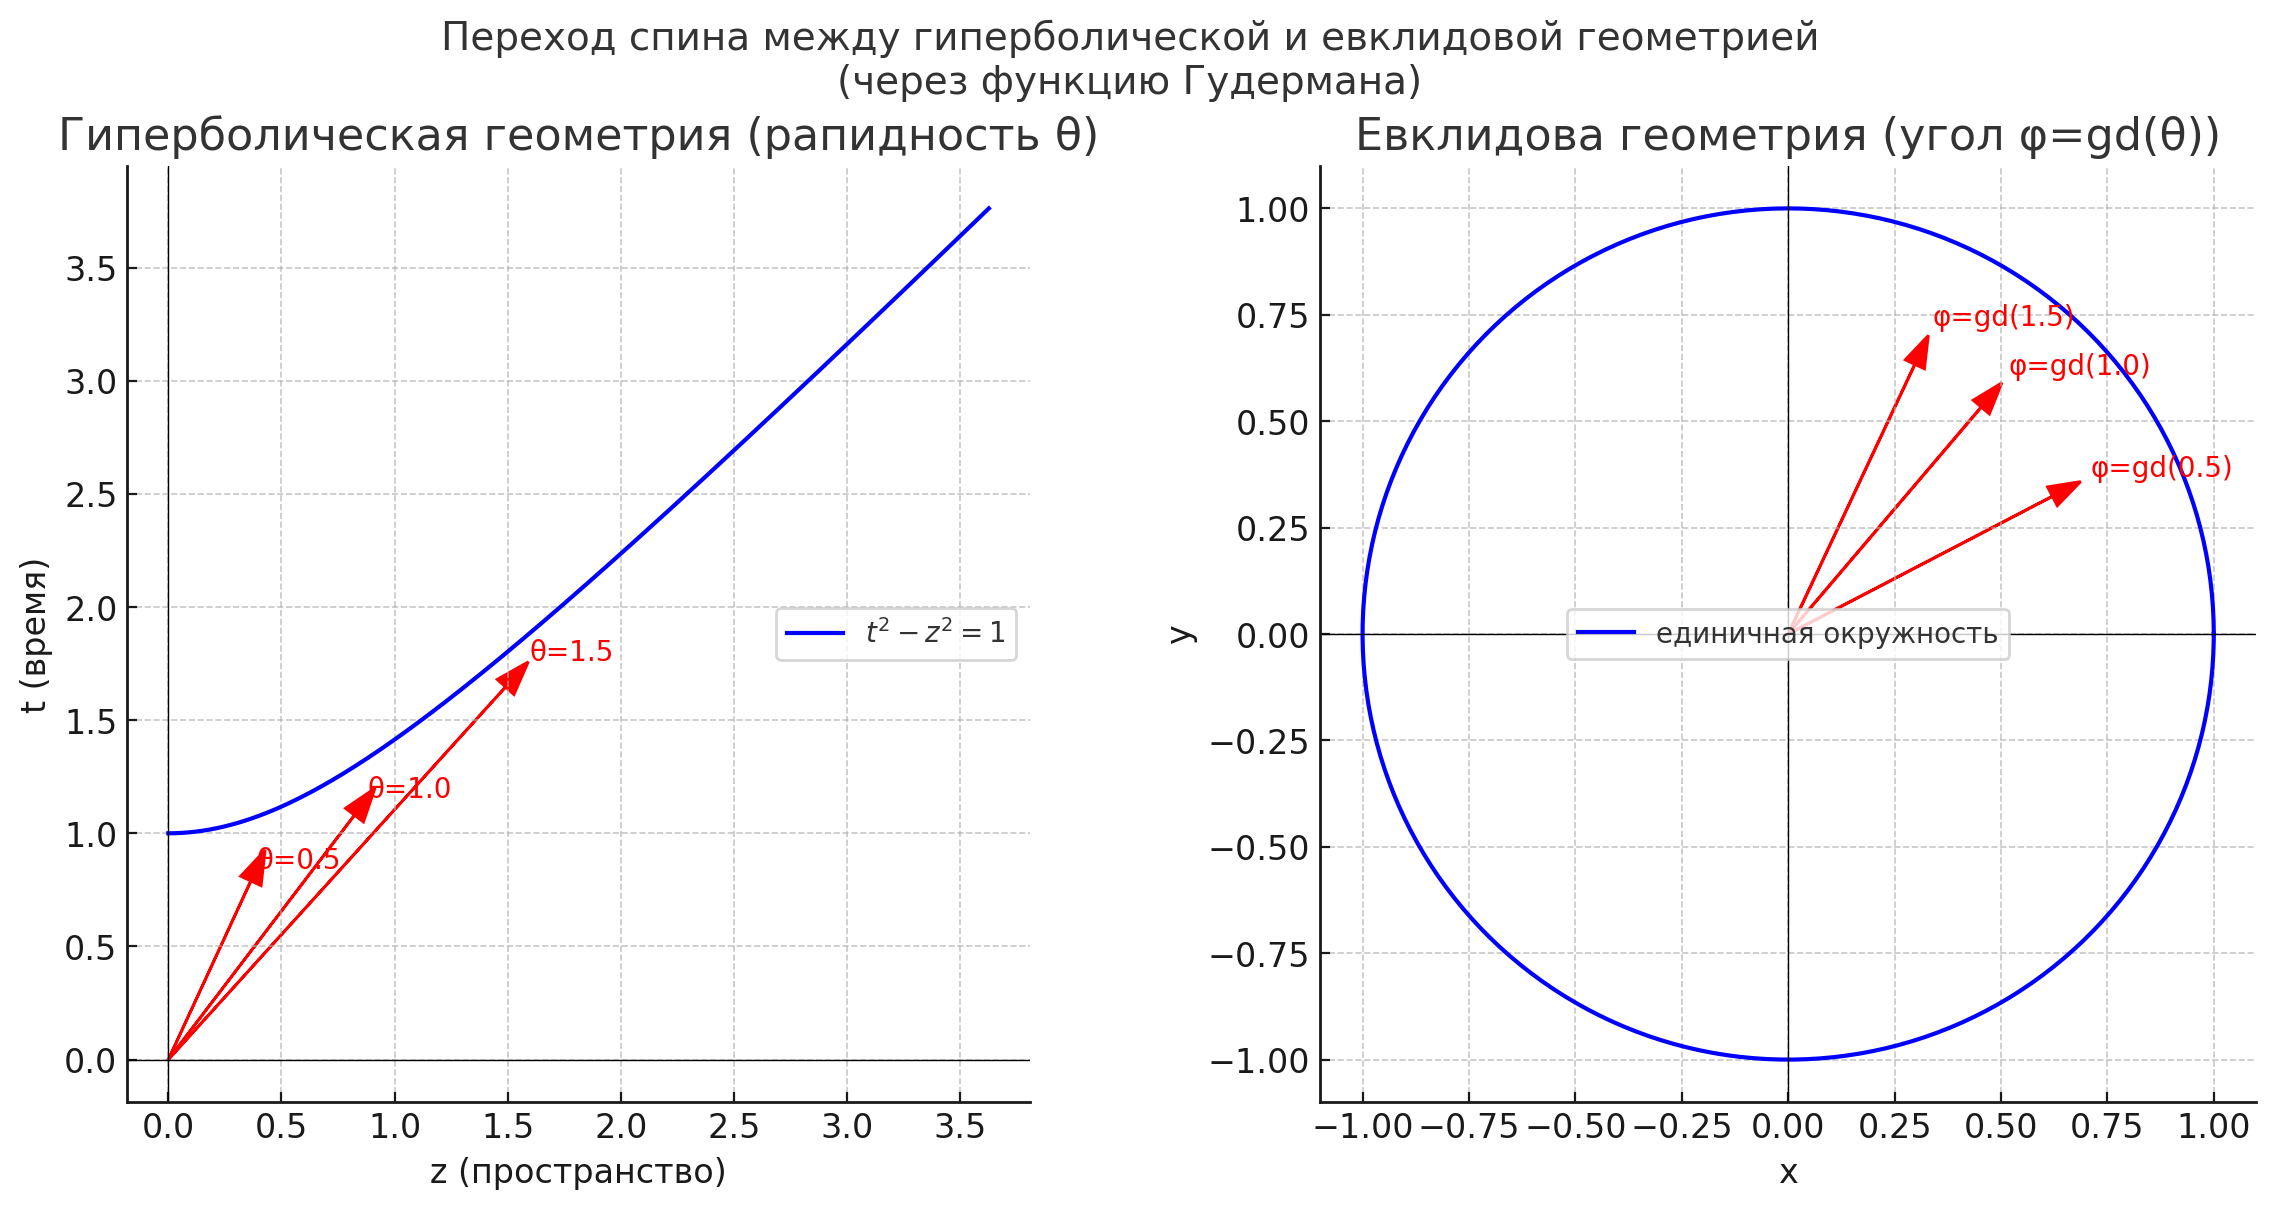 Переход спина между гиперболической и евклидовой геометрией
(через функцию Гудермана)
Гиперболическая геометрия (рапидность θ)
t (время)
3.5
3.0
2.5
2.0
1.5
1.0
0.5
0.0
θ=1.5
θ=1.0
θ=0.5
t² − z² = 1
0.0 0.5 1.0 1.5 2.0 2.5 3.0 3.5
z (пространство)
Евклидова геометрия (угол φ=gd(θ))
y
1.00
0.75
0.50
0.25
0.00
−0.25
−0.50
−0.75
−1.00
φ=gd(1.5)
φ=gd(1.0)
φ=gd(0.5)
единичная окружность
−1.00 −0.75 −0.50 −0.25 0.00 0.25 0.50 0.75 1.00
x